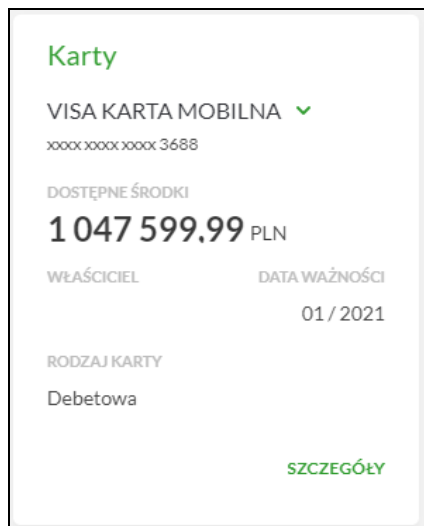 Karty
VISA KARTA MOBILNA
xxxx xxxx xxxx 3688
DOSTĘPNE ŚRODKI
1 047 599,99 PLN
WŁAŚCICIEL DATA WAŻNOŚCI
01 / 2021
RODZAJ KARTY
Debetowa
SZCZEGÓŁY